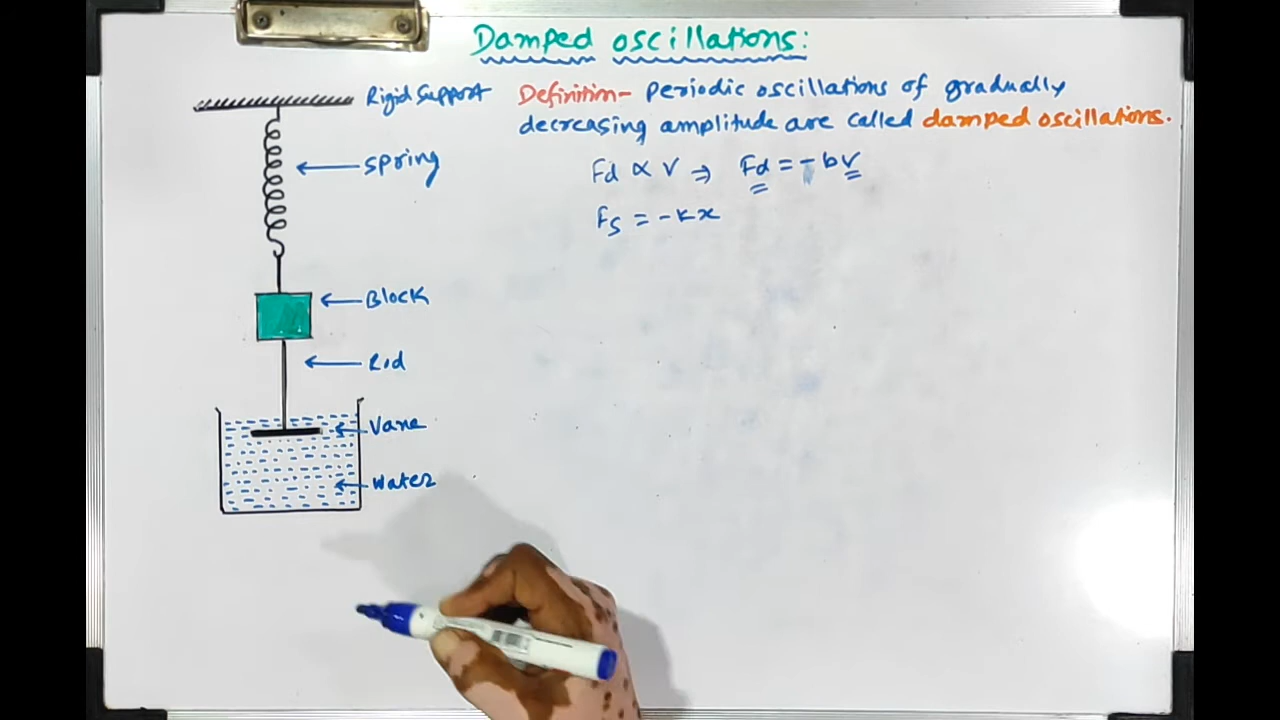 Damped oscillations:
Rigid Support
Definition- Periodic oscillations of gradually
decreasing amplitude are called damped oscillations.
Spring
Fd ∝ V ⇒ Fd = -bV
Fs = -kx
Block
Rod
Vane
Water